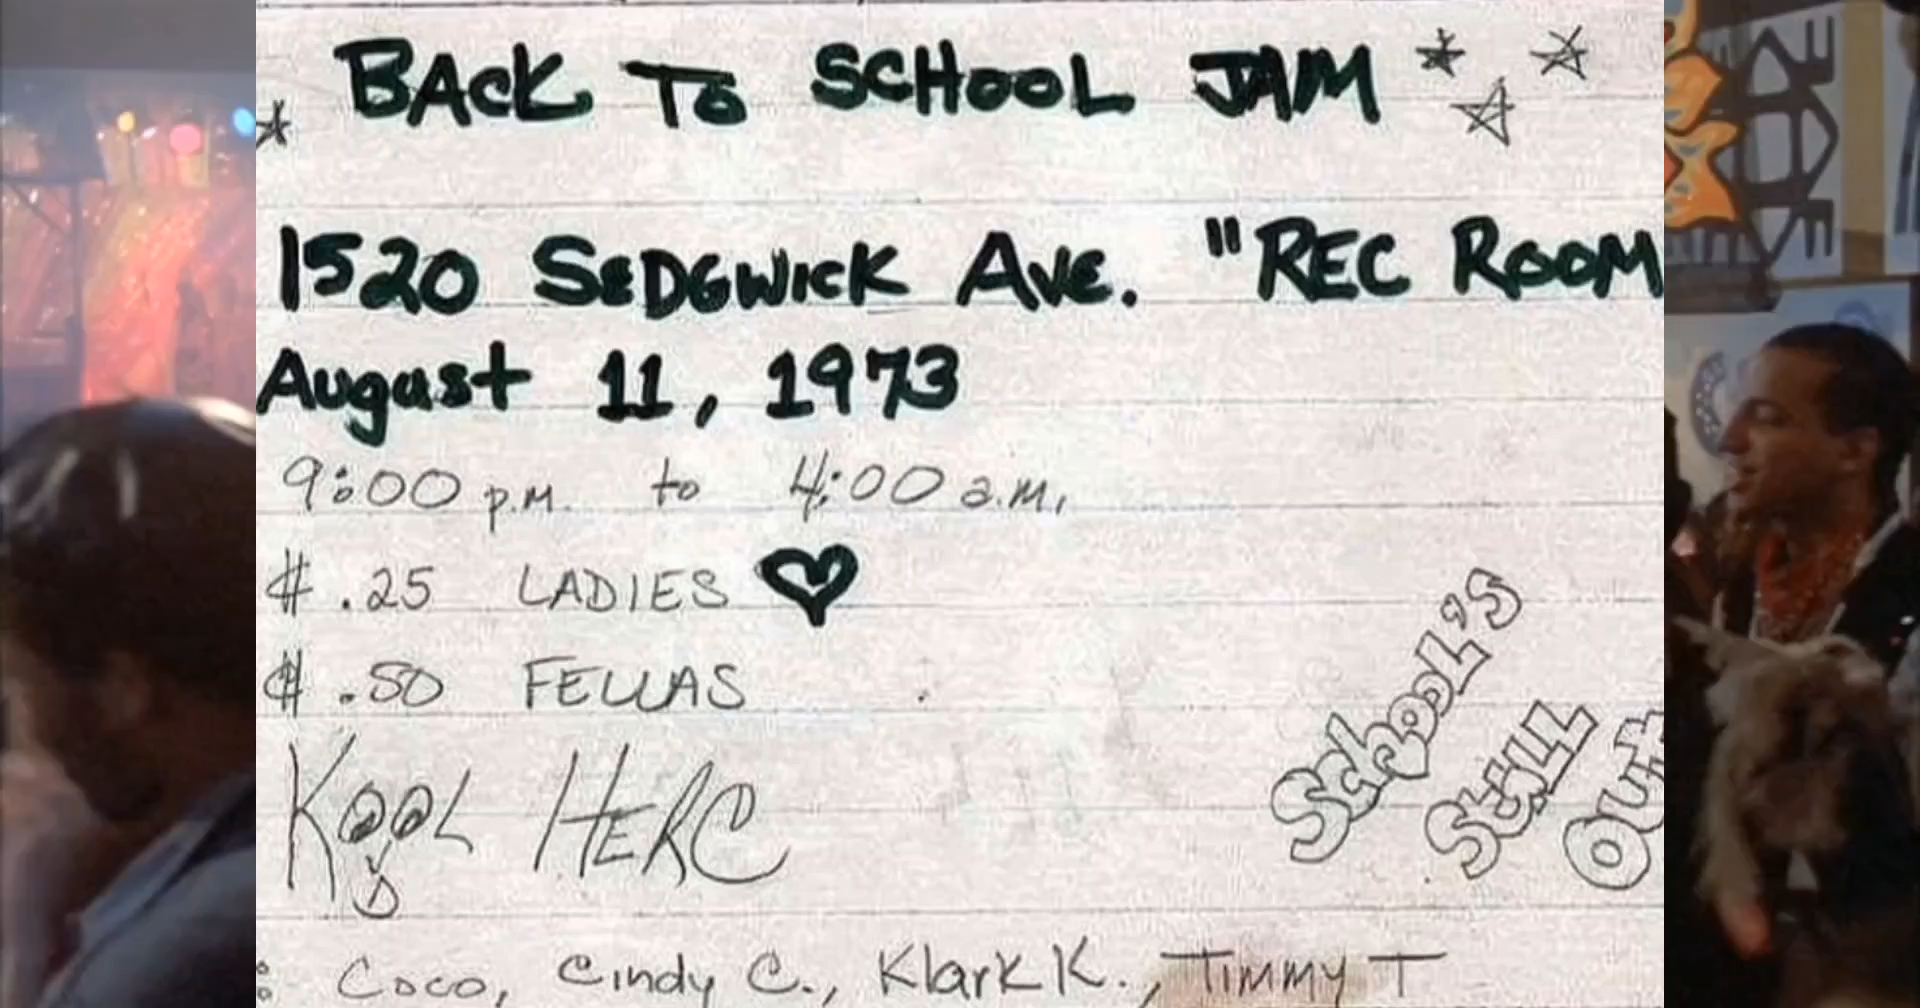 BACK TO SCHOOL JAM
1520 SEDGWICK AVE. "REC ROOM
August 11, 1973
9:00 p.m. to 4:00 a.m.
$ .25 LADIES
$ .50 FELLAS
KOOL HERC
SCHOOL'S
STILL
OUT
: Coco, Cindy C., Klark K., Timmy T